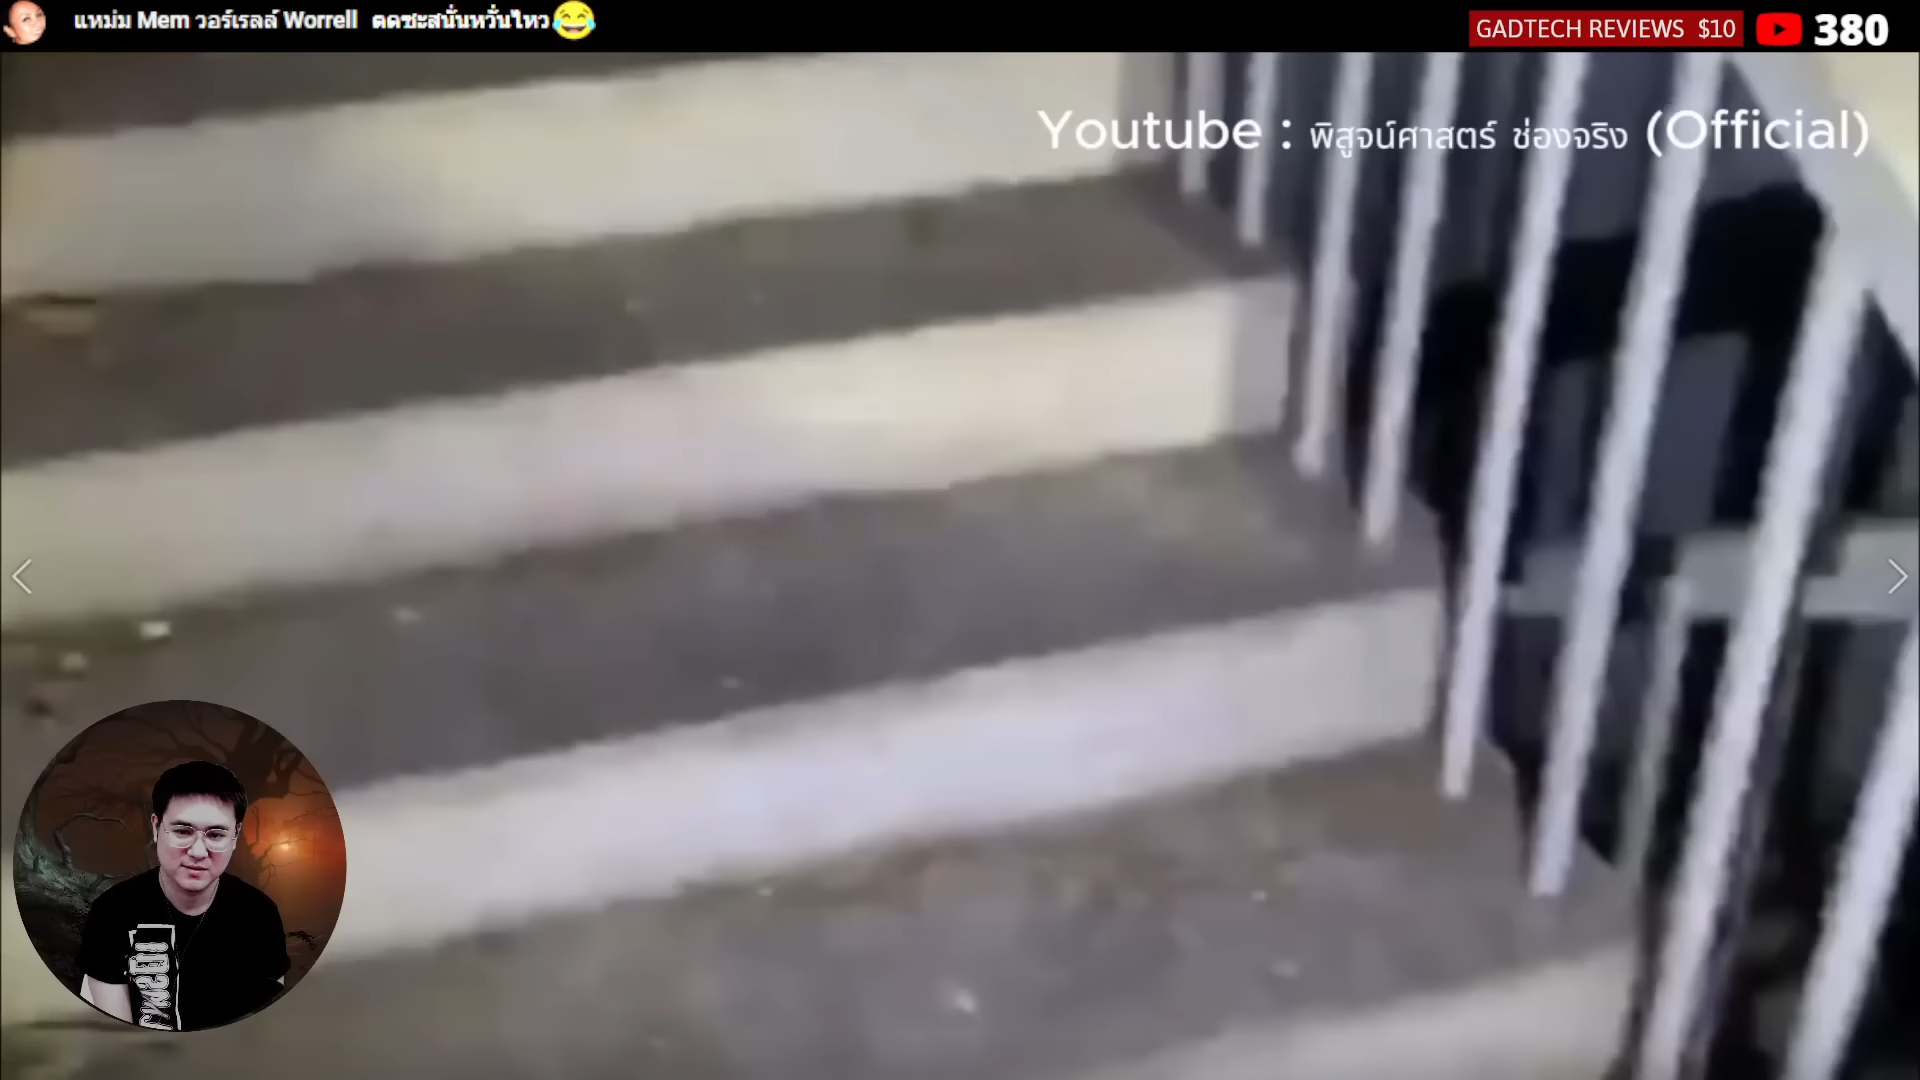 แหม่ม Mem วอร์เรลล์ Worrell ตดซะสนั่นหวั่นไหว😂
GADTECH REVIEWS $10
380
Youtube : พิสูจน์ศาสตร์ ช่องจริง (Official)